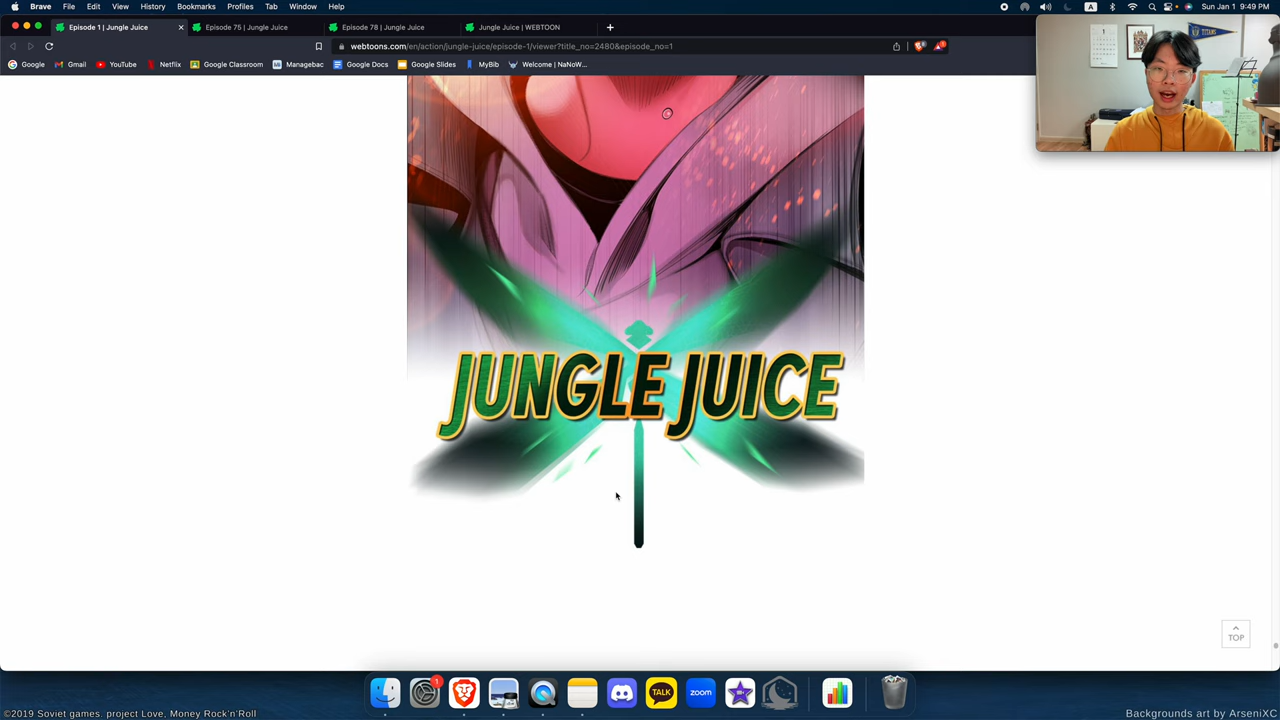 Brave File Edit View History Bookmarks Profiles Tab Window Help
A Sun Jan 1 9:49 PM
Episode 1 | Jungle Juice × Episode 75 | Jungle Juice Episode 78 | Jungle Juice Jungle Juice | WEBTOON +
webtoons.com/en/action/jungle-juice/episode-1/viewer?title_no=2480&episode_no=1
Google Gmail YouTube Netflix Google Classroom Managebac Google Docs Google Slides MyBib Welcome | NaNoW...
TITANS
JUNGLE JUICE
TOP
1
TALK
zoom
©2019 Soviet games. project Love, Money Rock'n'Roll
Backgrounds art by ArseniXC